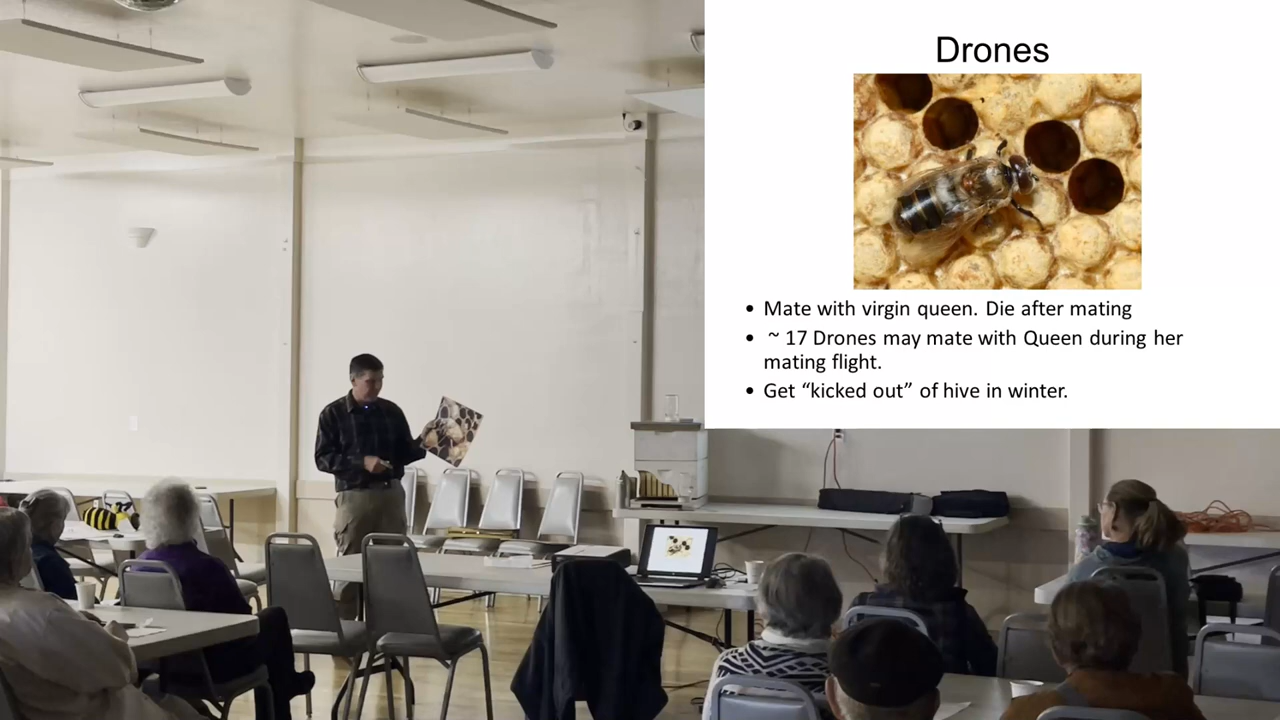 Drones
• Mate with virgin queen. Die after mating
• ~ 17 Drones may mate with Queen during her
mating flight.
• Get “kicked out” of hive in winter.